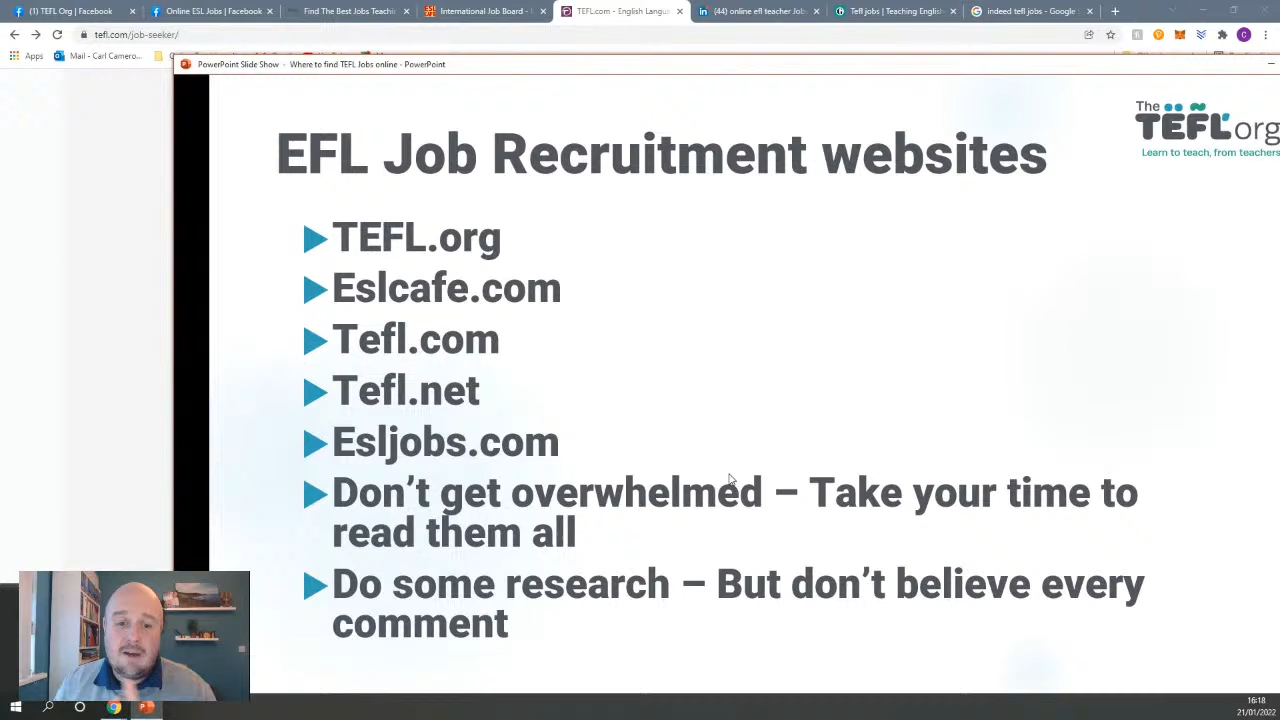 (1) TEFL Org | Facebook
Online ESL Jobs | Facebook
Find The Best Jobs Teachin
International Job Board - I
TEFL.com - English Langu
(44) online efl teacher Job
Tefl jobs | Teaching English
indeed tefl jobs - Google
tefl.com/job-seeker/
Apps
Mail - Carl Camero...
PowerPoint Slide Show - Where to find TEFL Jobs online - PowerPoint
The
TEFL org
Learn to teach, from teachers
EFL Job Recruitment websites
TEFL.org
Eslcafe.com
Tefl.com
Tefl.net
Esljobs.com
Don’t get overwhelmed – Take your time to
read them all
Do some research – But don’t believe every
comment
16:18
21/01/2022